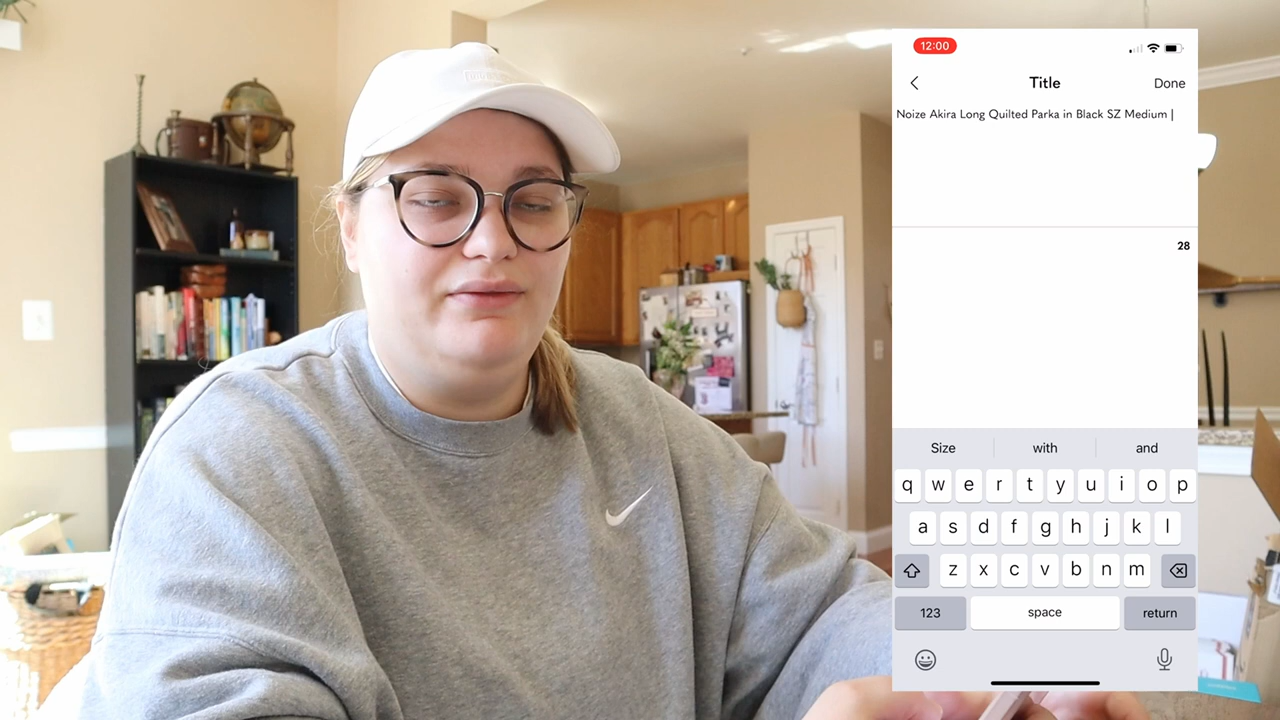 12:00
Title
Done
Noize Akira Long Quilted Parka in Black SZ Medium |
28
Size with and
q w e r t y u i o p
a s d f g h j k l
z x c v b n m
123 space return